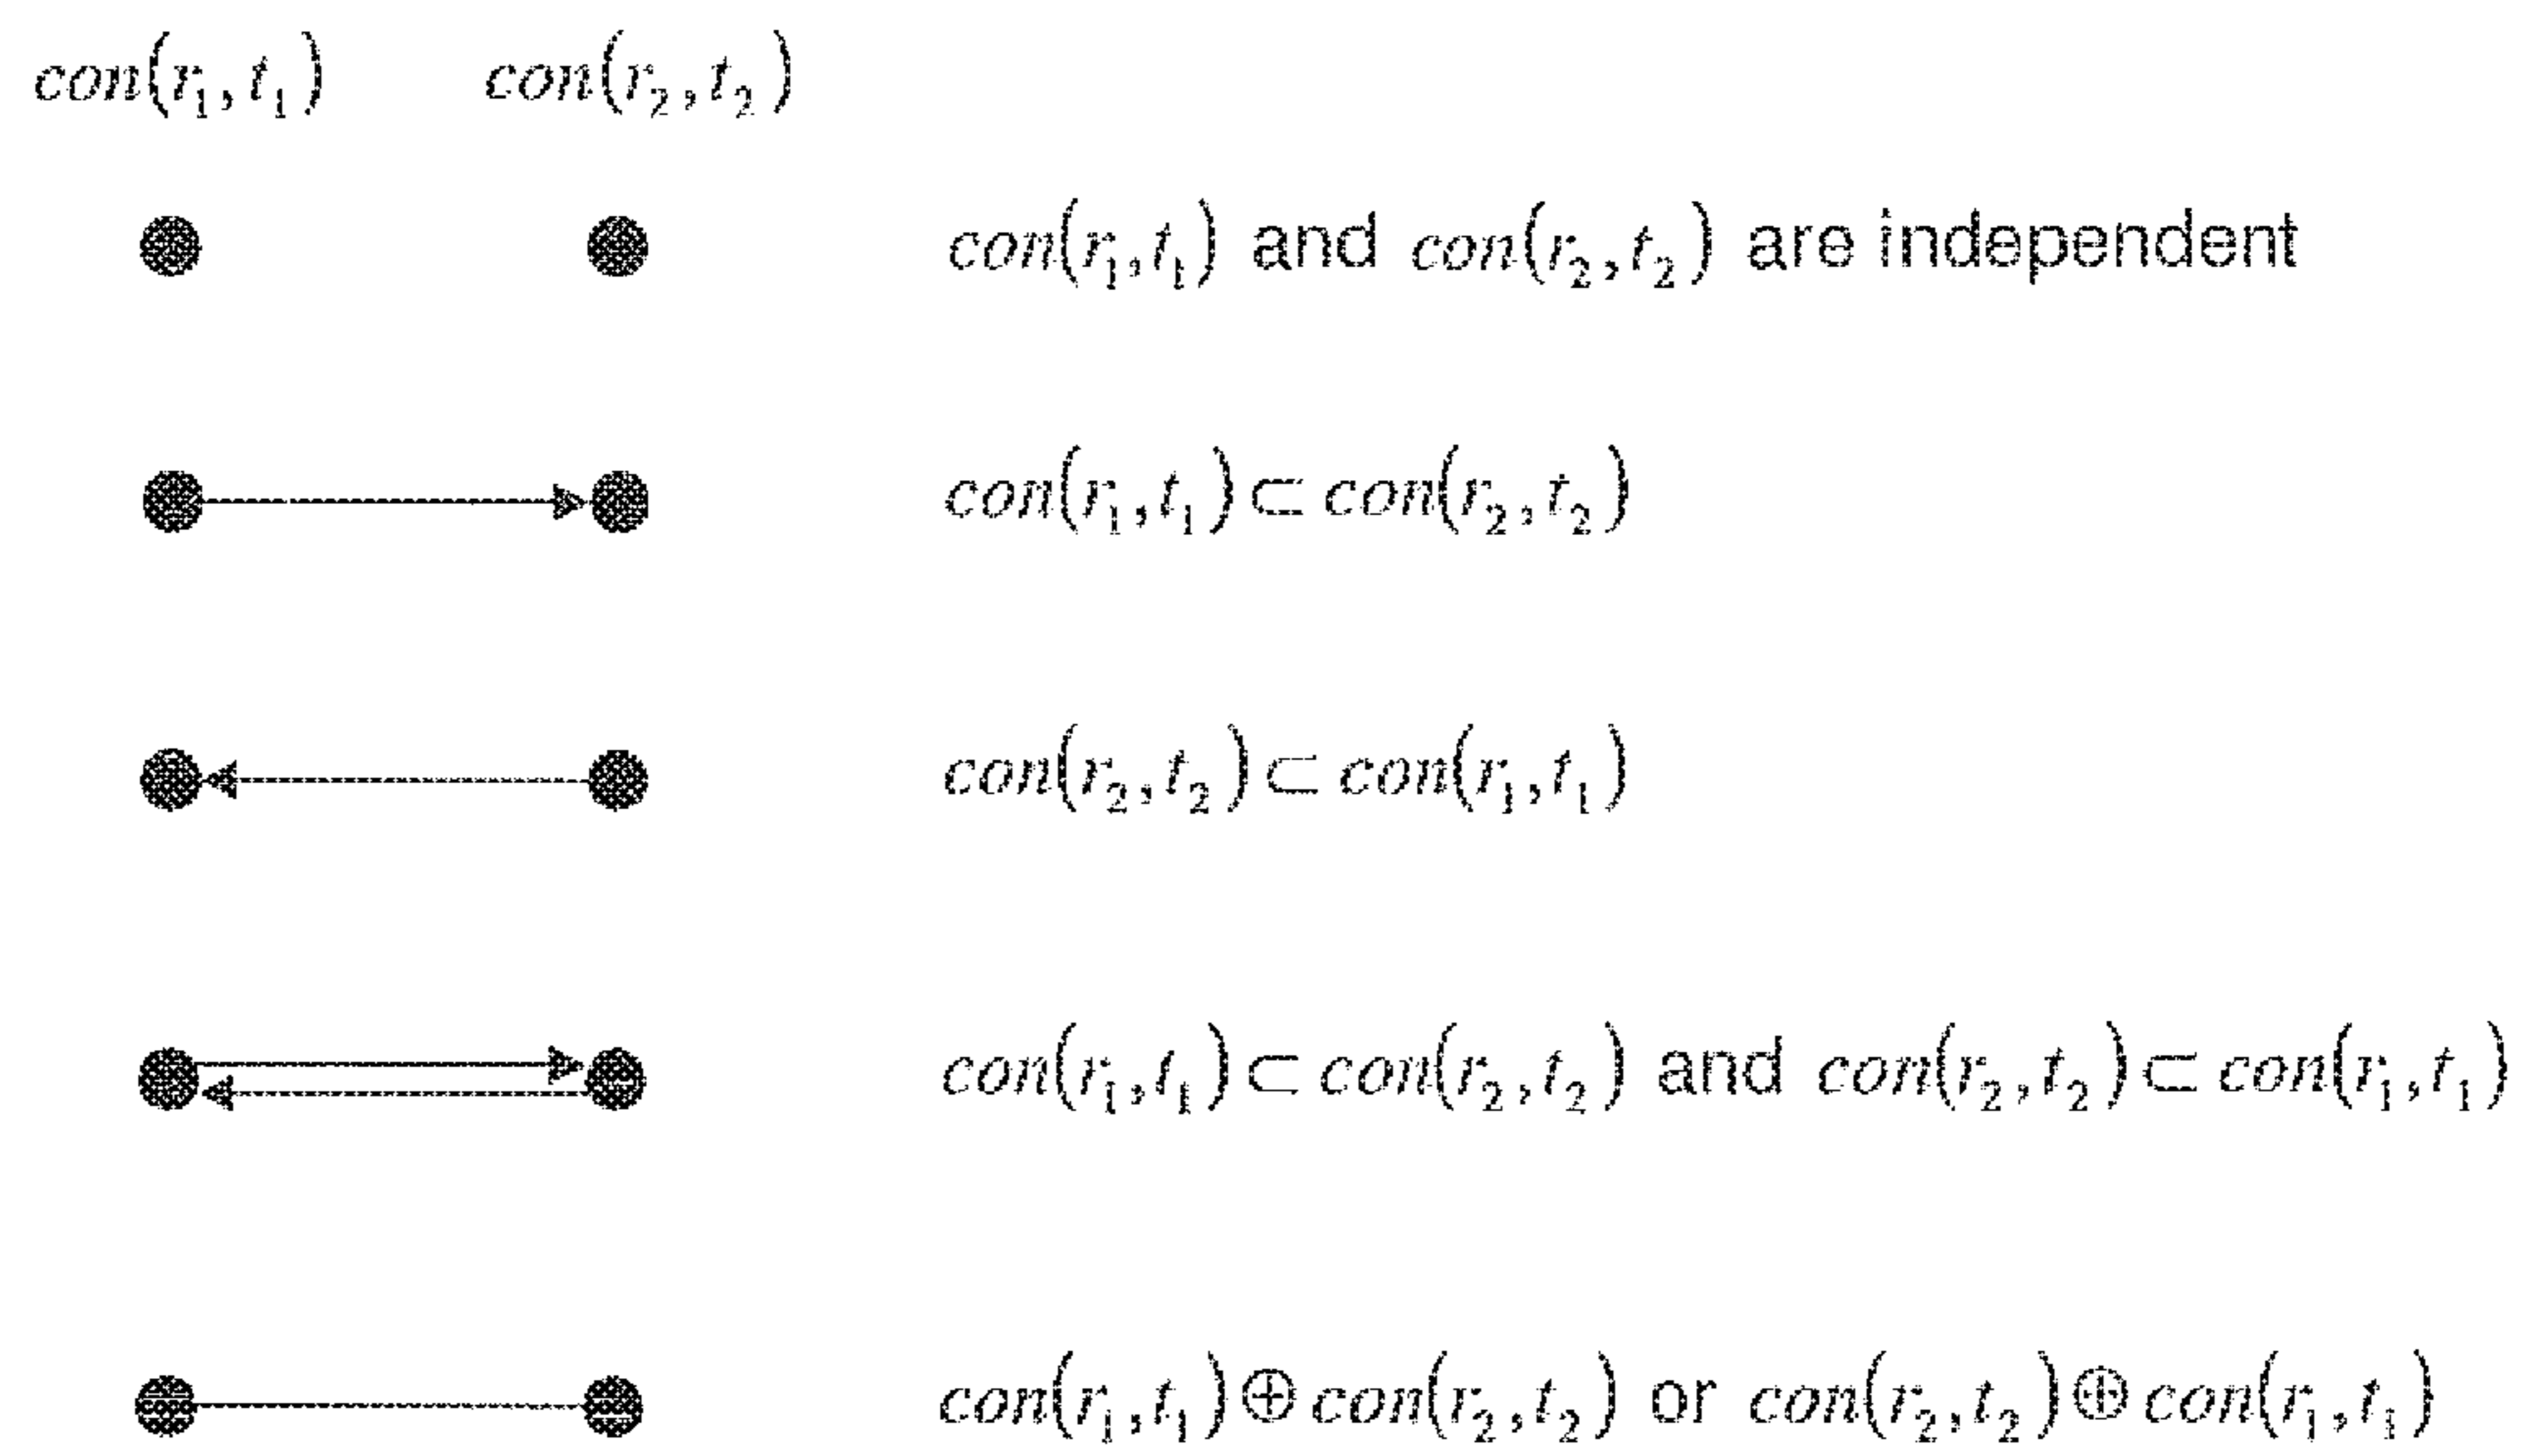 con(r₁, t₁) con(r₂, t₂)
con(r₁, t₁) and con(r₂, t₂) are independent
con(r₁, t₁) ⊂ con(r₂, t₂)
con(r₂, t₂) ⊂ con(r₁, t₁)
con(r₁, t₁) ⊂ con(r₂, t₂) and con(r₂, t₂) ⊂ con(r₁, t₁)
con(r₁, t₁) ⊕ con(r₂, t₂) or con(r₂, t₂) ⊕ con(r₁, t₁)